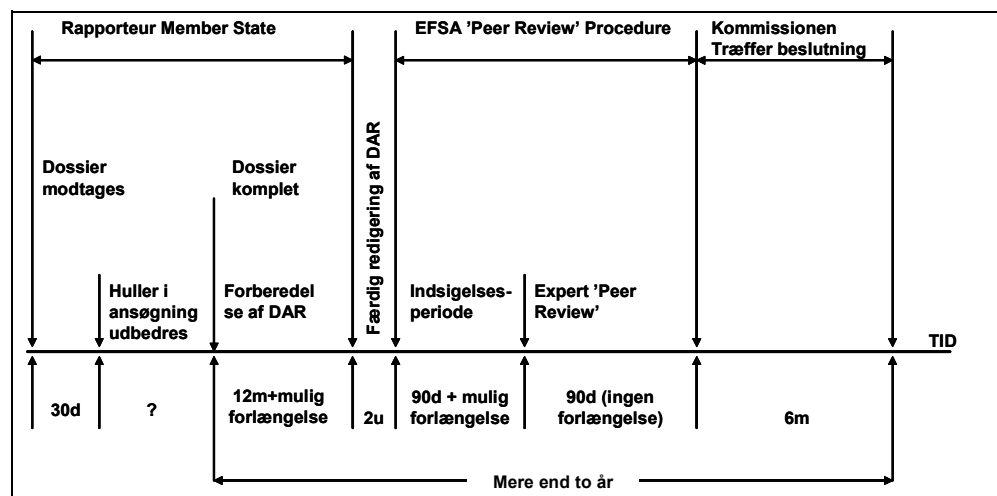 Rapporteur Member State
EFSA 'Peer Review' Procedure
Kommissionen
Træffer beslutning
Færdig redigering af DAR
Dossier
modtages
Dossier
komplet
Huller i
ansøgning
udbedres
Forberedel
se af DAR
Indsigelses-
periode
Expert 'Peer
Review'
TID
30d
?
12m+mulig
forlængelse
2u
90d + mulig
forlængelse
90d (ingen
forlængelse)
6m
Mere end to år